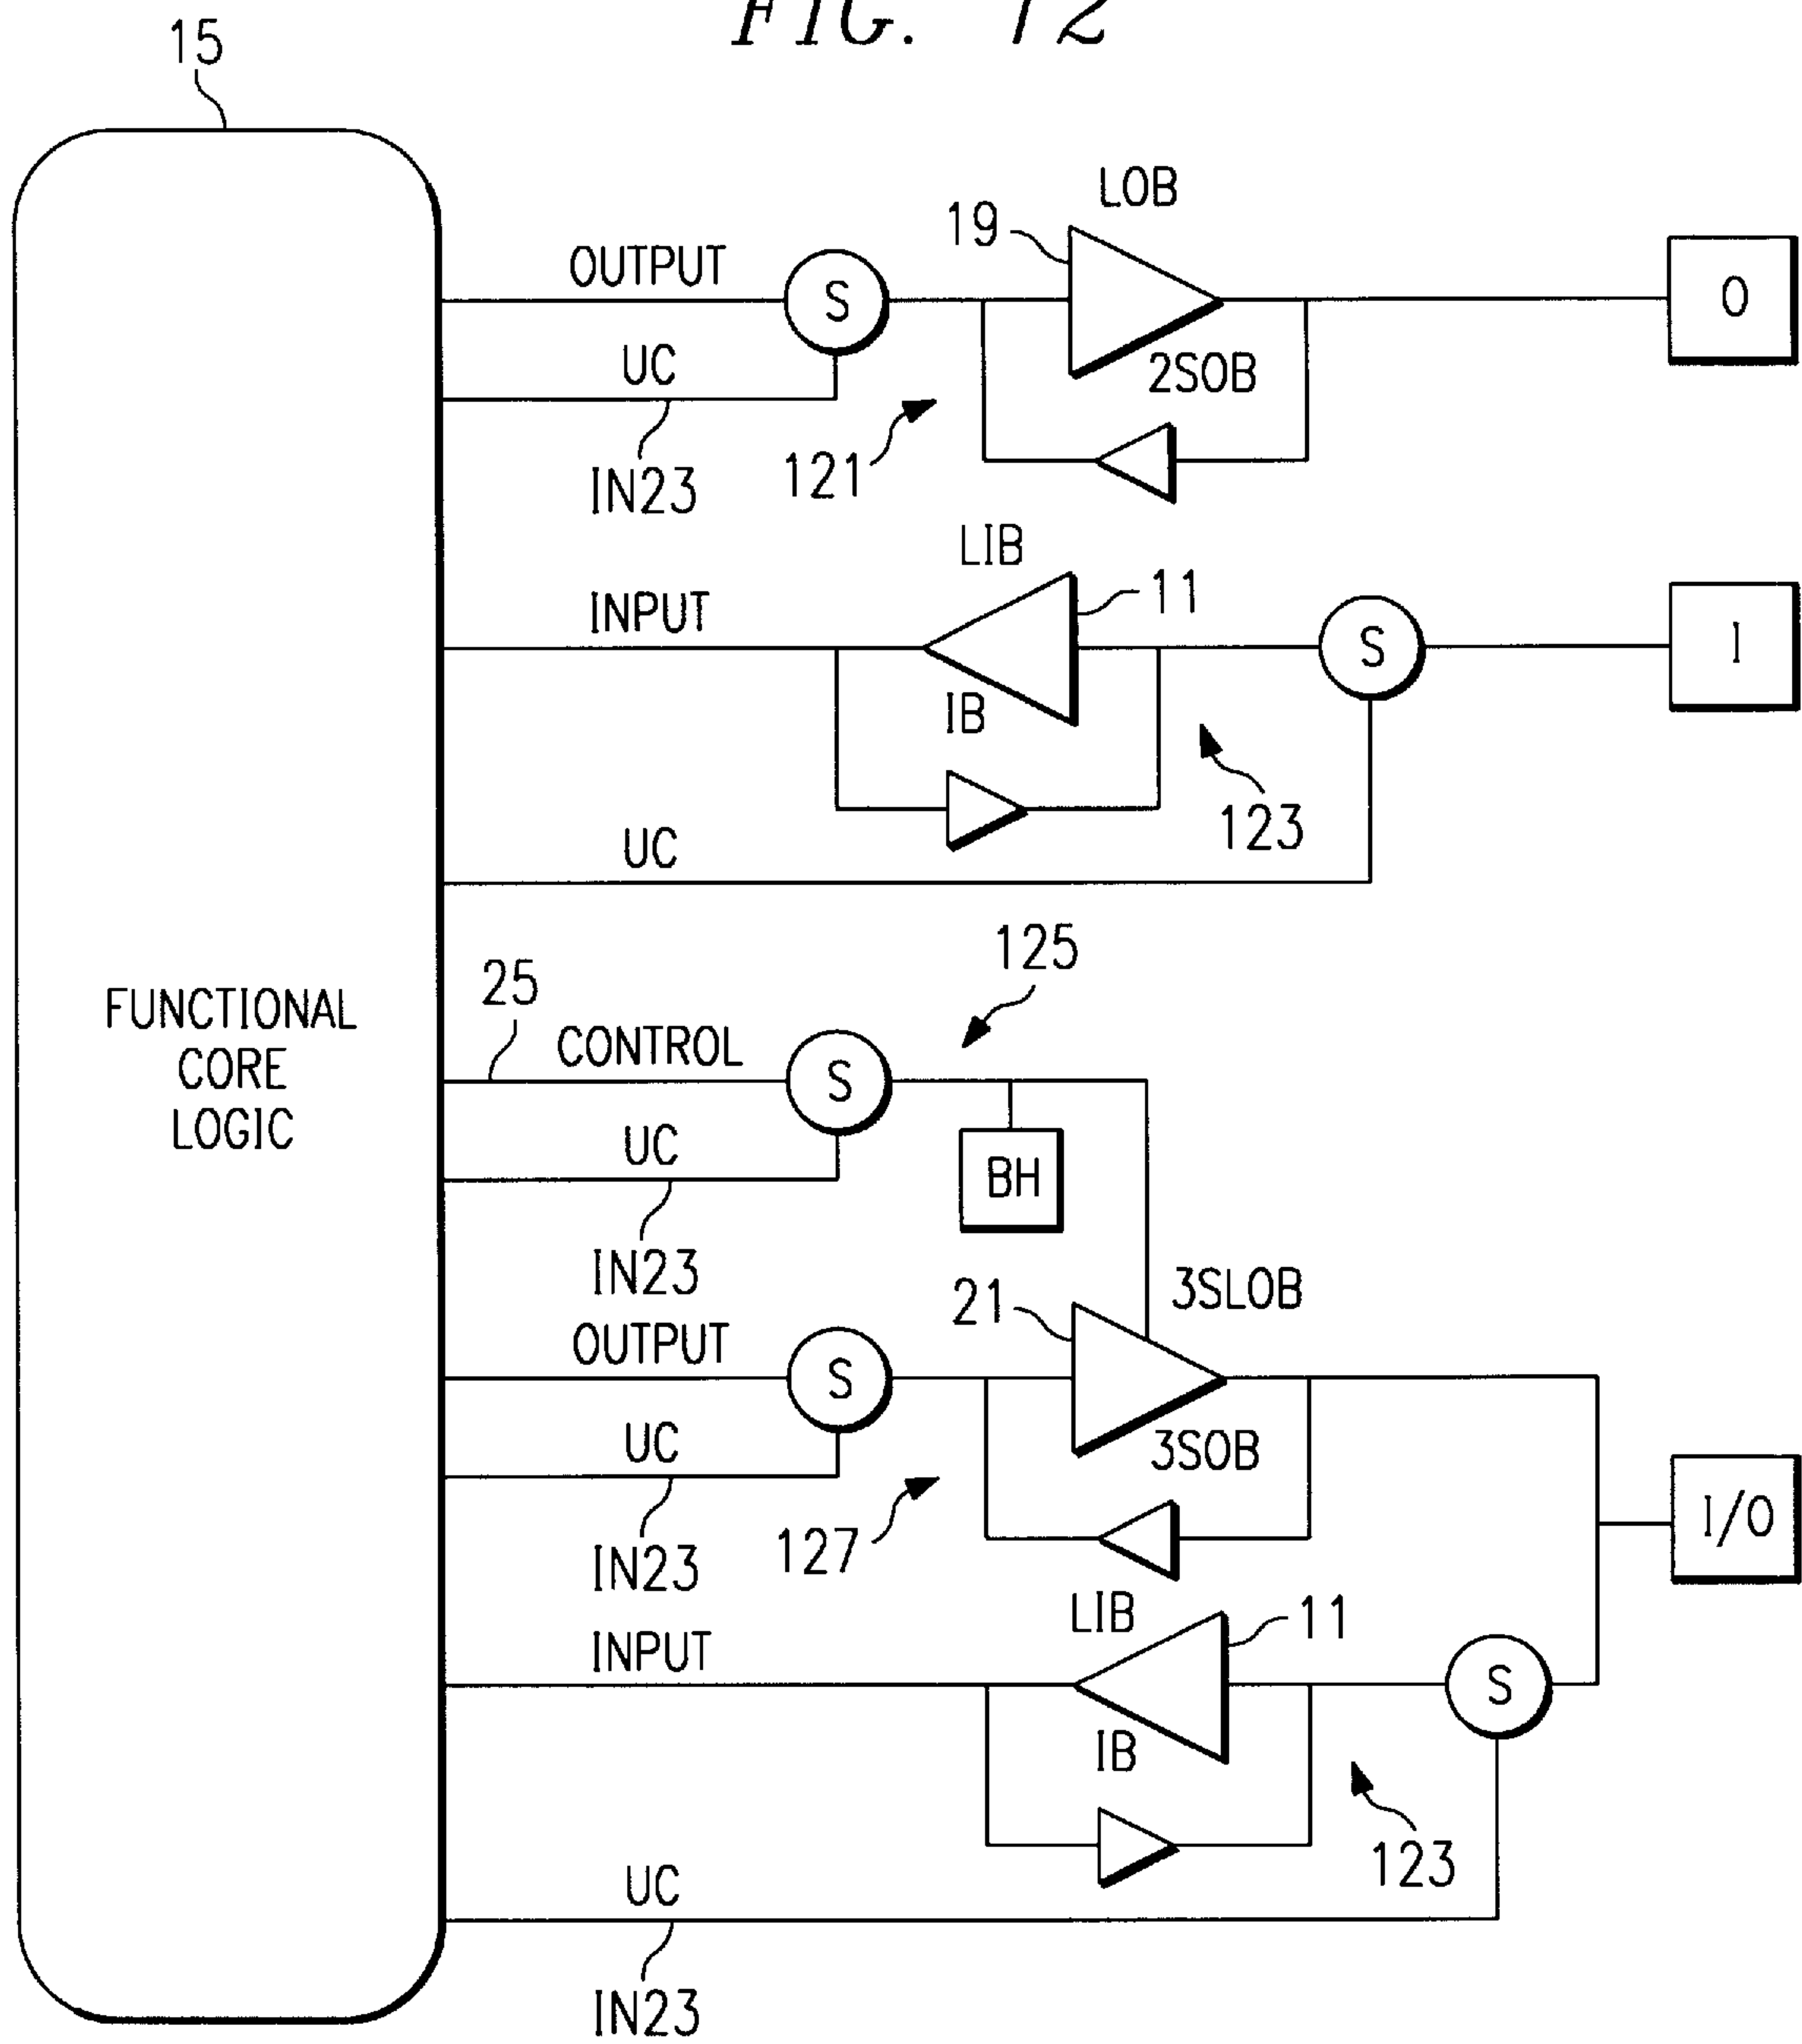 FIG. 12
15
LOB
19
OUTPUT
S
O
UC
2SOB
121
IN23
LIB
11
INPUT
S
I
IB
123
UC
125
25
CONTROL
S
FUNCTIONAL
CORE
LOGIC
UC
BH
IN23
3SLOB
21
OUTPUT
S
UC
3SOB
I/O
127
IN23
LIB
11
INPUT
S
IB
123
UC
IN23